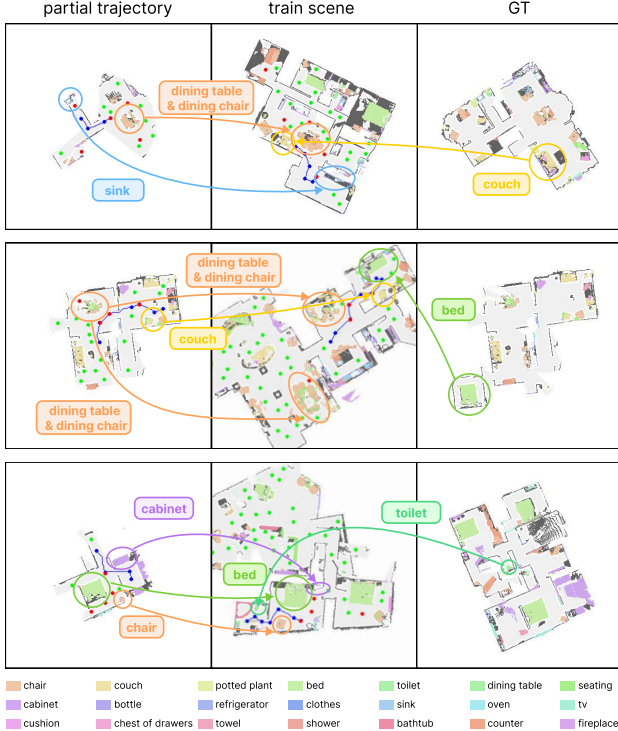 partial trajectory
train scene
GT
dining table
& dining chair
sink
couch
dining table
& dining chair
bed
couch
dining table
& dining chair
cabinet
toilet
bed
chair
chair
couch
potted plant
bed
toilet
dining table
seating
cabinet
bottle
refrigerator
clothes
sink
oven
tv
cushion
chest of drawers
towel
shower
bathtub
counter
fireplace